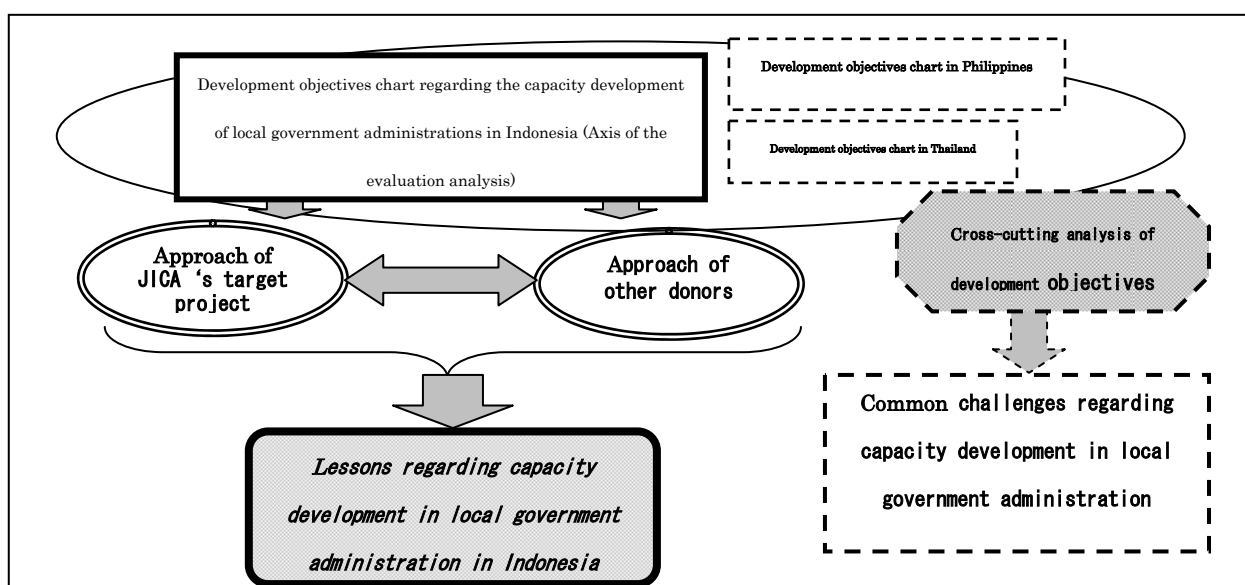 Development objectives chart regarding the capacity development
of local government administrations in Indonesia (Axis of the
evaluation analysis)
Development objectives chart in Philippines
Development objectives chart in Thailand
Approach of
JICA ‘s target
project
Approach of
other donors
Cross-cutting analysis of
development objectives
Common challenges regarding
capacity development in local
government administration
Lessons regarding capacity
development in local government
administration in Indonesia